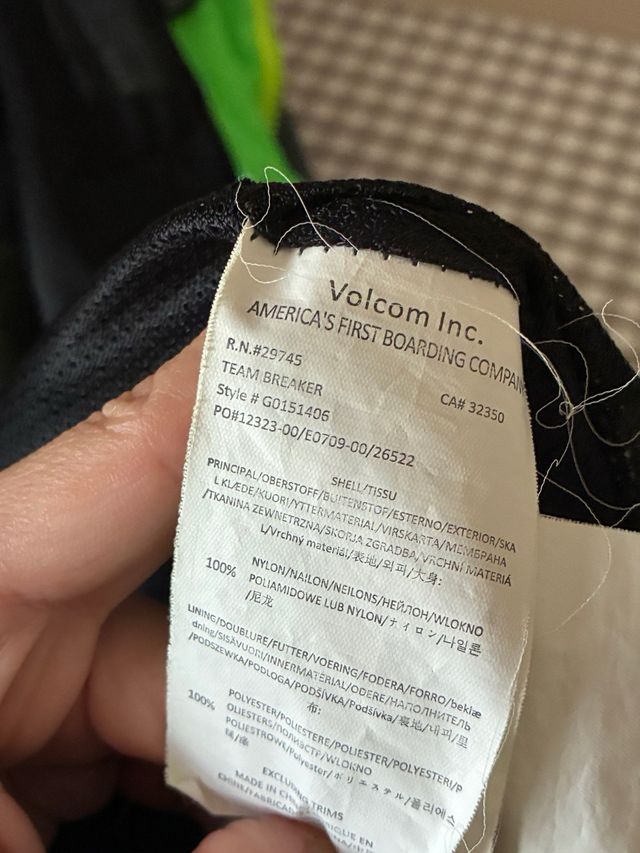 Volcom Inc.
AMERICA'S FIRST BOARDING COMPAN
R.N.#29745 CA# 32350
TEAM BREAKER
Style # G0151406
PO#12323-00/E0709-00/26522
SHELL/TISSU
PRINCIPAL/OBERSTOFF/BUITENSTOF/ESTERNO/EXTERIOR/SKA
L KLÆDE/KUORI/YTTERMATERIAL/VIRSKARTA/МЕМБРАНА
/TKANINA ZEWNETRZNA/SKORJA ZGRADBA/VRCHNÍ MATERIÁ
L/Vrchný materiál/表地/외피/大身:
100% NYLON/NAILON/NEILONS/НЕЙЛОН/WLOKNO
POLIAMIDOWE LUB NYLON/ナイロン/나일론
/尼龙
LINING/DOUBLURE/FUTTER/VOERING/FODERA/FORRO/beklæ
dning/SISÄVUORI/INNERMATERIAL/ODERE/НАПОЛНИТЕЛЬ
/PODSZEWKA/PODLOGA/PODŠÍVKA/Podšívka/裏地/내피/里
布:
100% POLYESTER/POLIESTERE/POLIESTER/POLYESTERI/P
OLIESTERS/ПОЛИЭСТР/WLOKNO
POLIESTROWE/Polyester/ポリエステル/폴리에스
EXCLUDING TRIMS
MADE IN